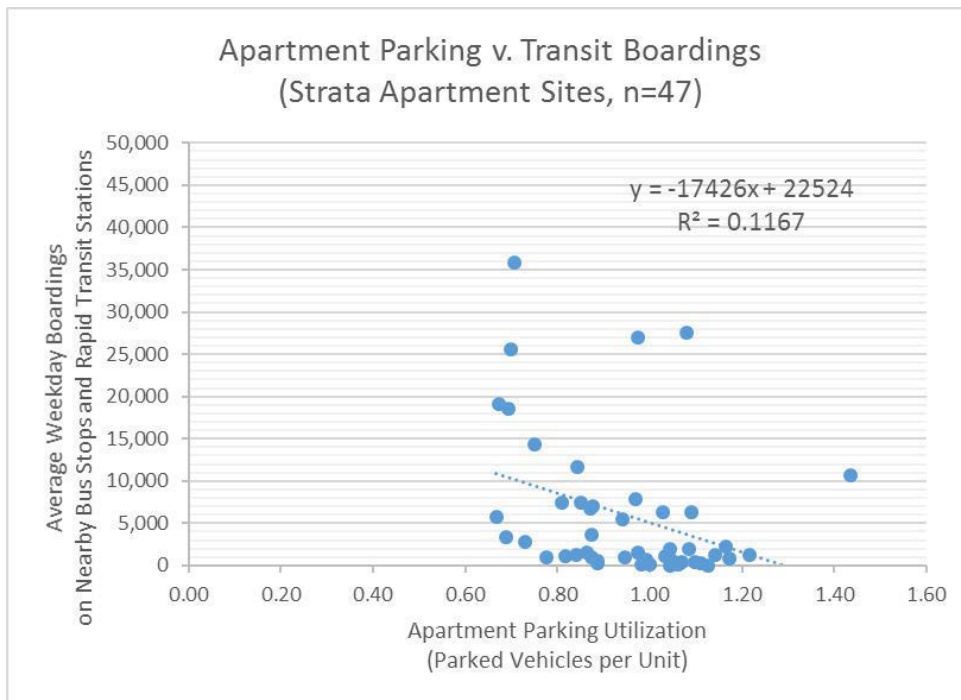 Apartment Parking v. Transit Boardings
(Strata Apartment Sites, n=47)
50,000
45,000
40,000
35,000
30,000
25,000
20,000
15,000
10,000
5,000
0
y = -17426x + 22524
R² = 0.1167
Average Weekday Boardings
on Nearby Bus Stops and Rapid Transit Stations
0.00 0.20 0.40 0.60 0.80 1.00 1.20 1.40 1.60
Apartment Parking Utilization
(Parked Vehicles per Unit)